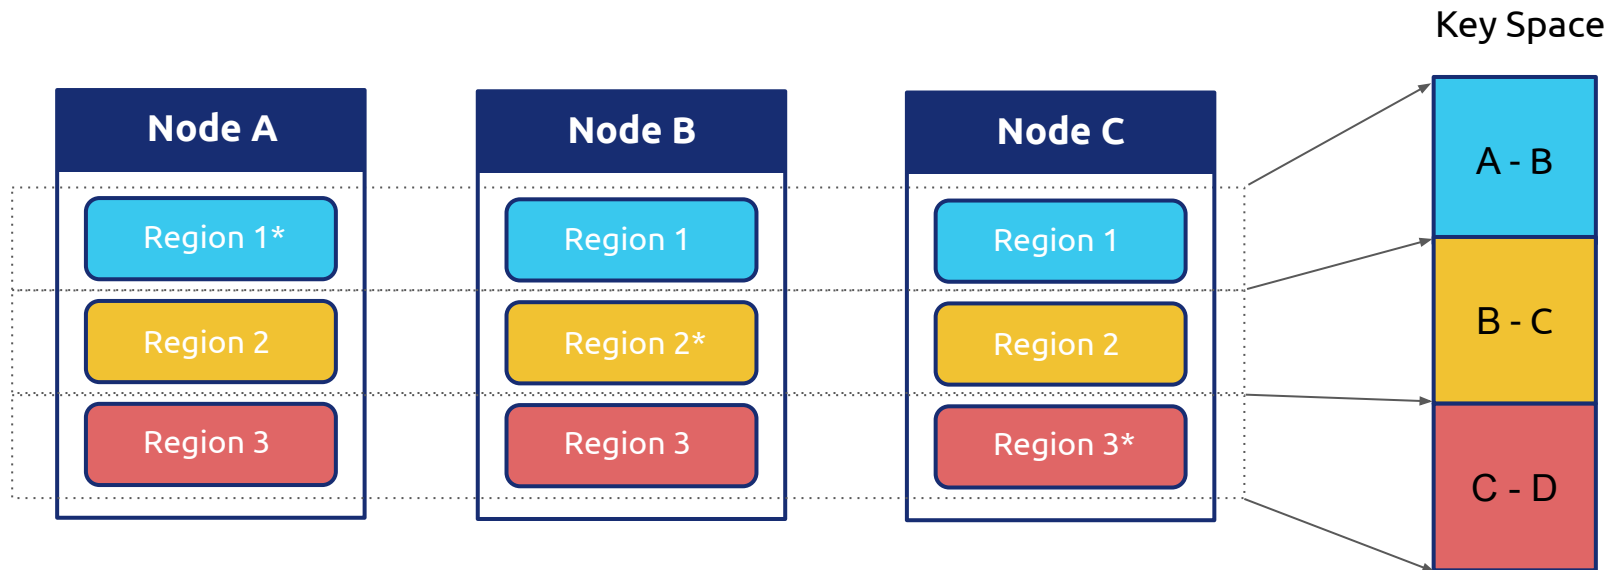 Key Space
Node A
Node B
Node C
Region 1*
Region 1
Region 1
A - B
Region 2
Region 2*
Region 2
B - C
Region 3
Region 3
Region 3*
C - D